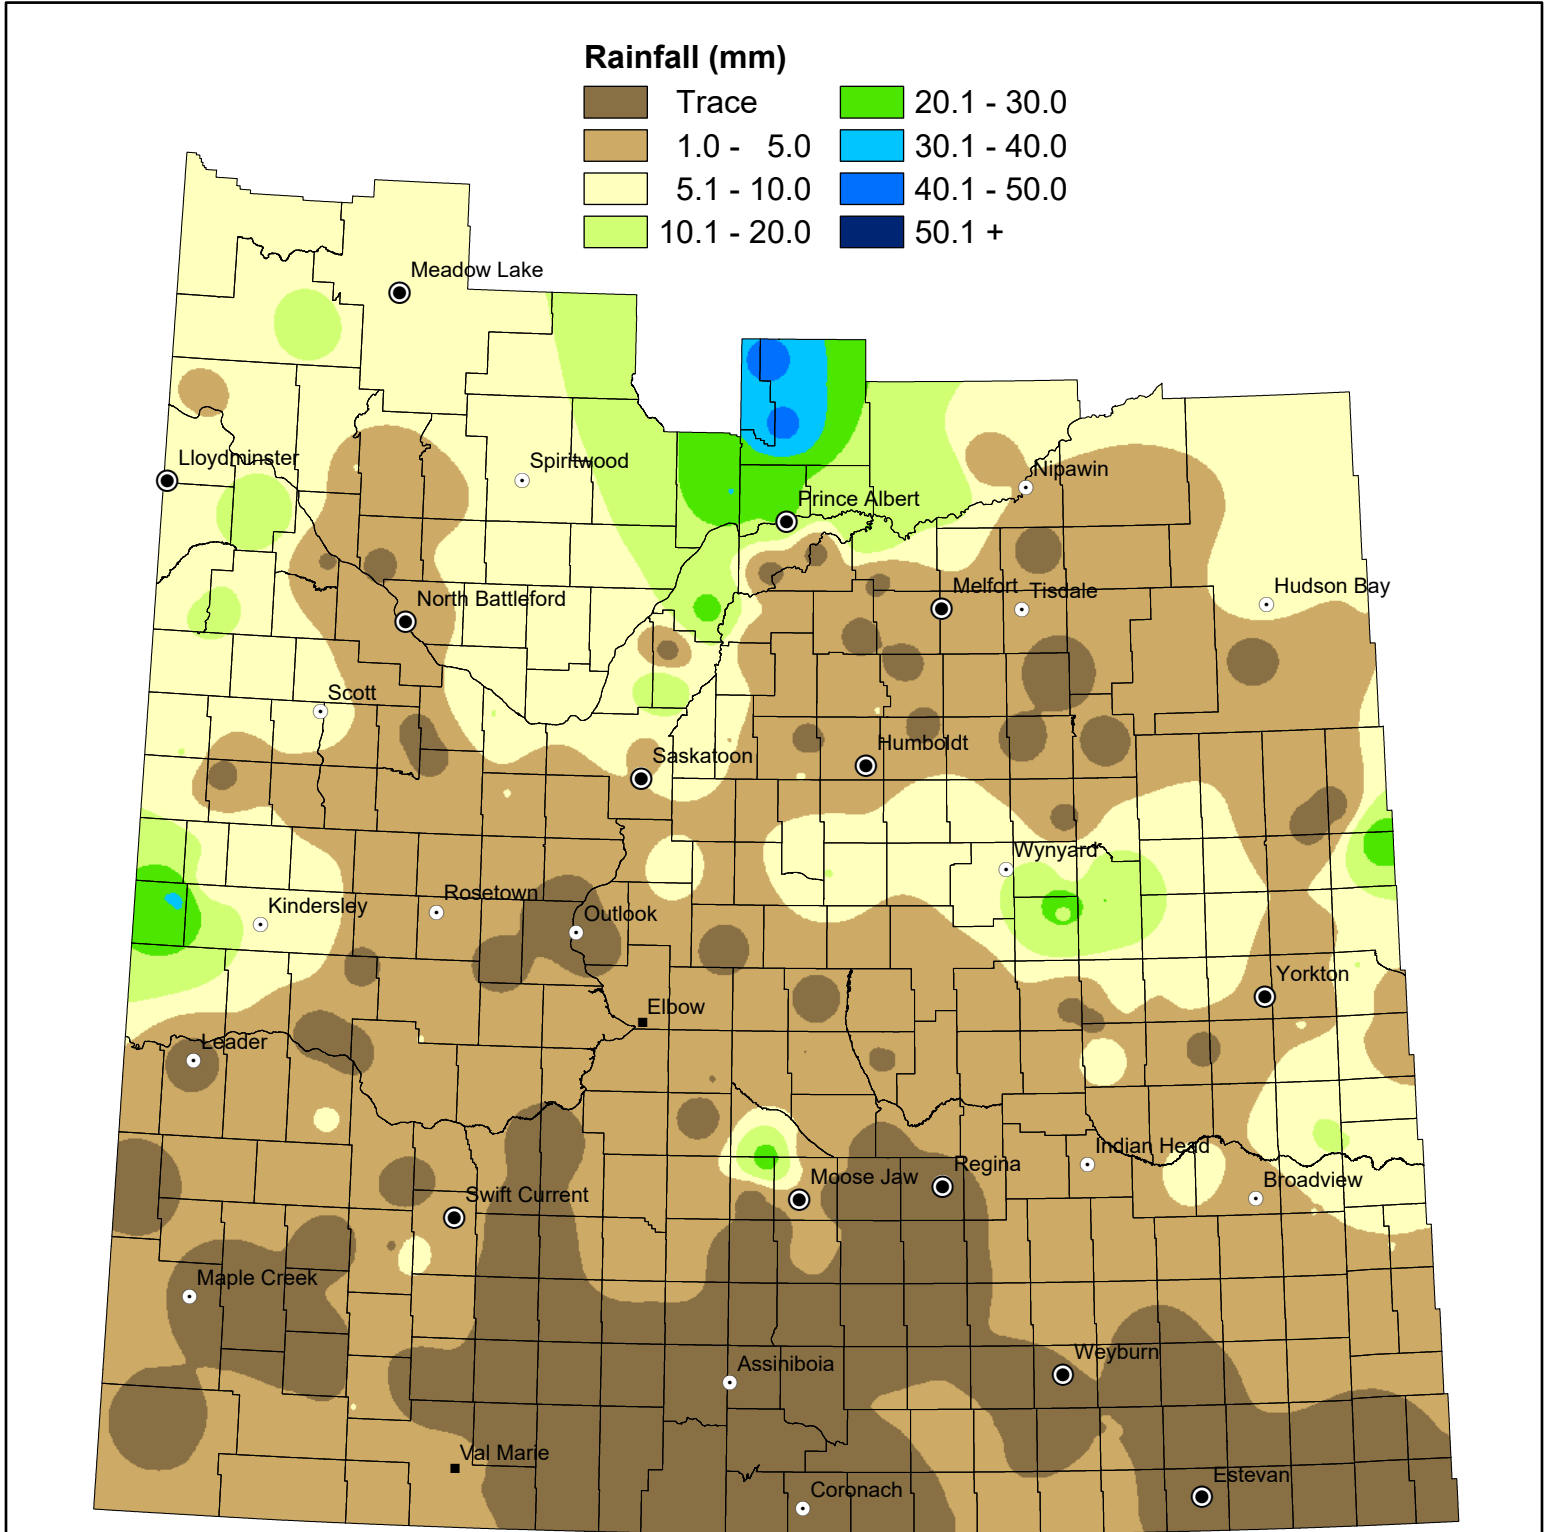 Rainfall (mm)
Trace
20.1 - 30.0
1.0 - 5.0
30.1 - 40.0
5.1 - 10.0
40.1 - 50.0
10.1 - 20.0
50.1 +
Meadow Lake
Lloydminster
Spiritwood
Nipawin
Prince Albert
Melfort
Tisdale
Hudson Bay
North Battleford
Scott
Saskatoon
Humboldt
Wynyard
Rosetown
Kindersley
Outlook
Yorkton
Elbow
Leader
Indian Head
Regina
Moose Jaw
Broadview
Swift Current
Maple Creek
Weyburn
Assiniboia
Val Marie
Estevan
Coronach